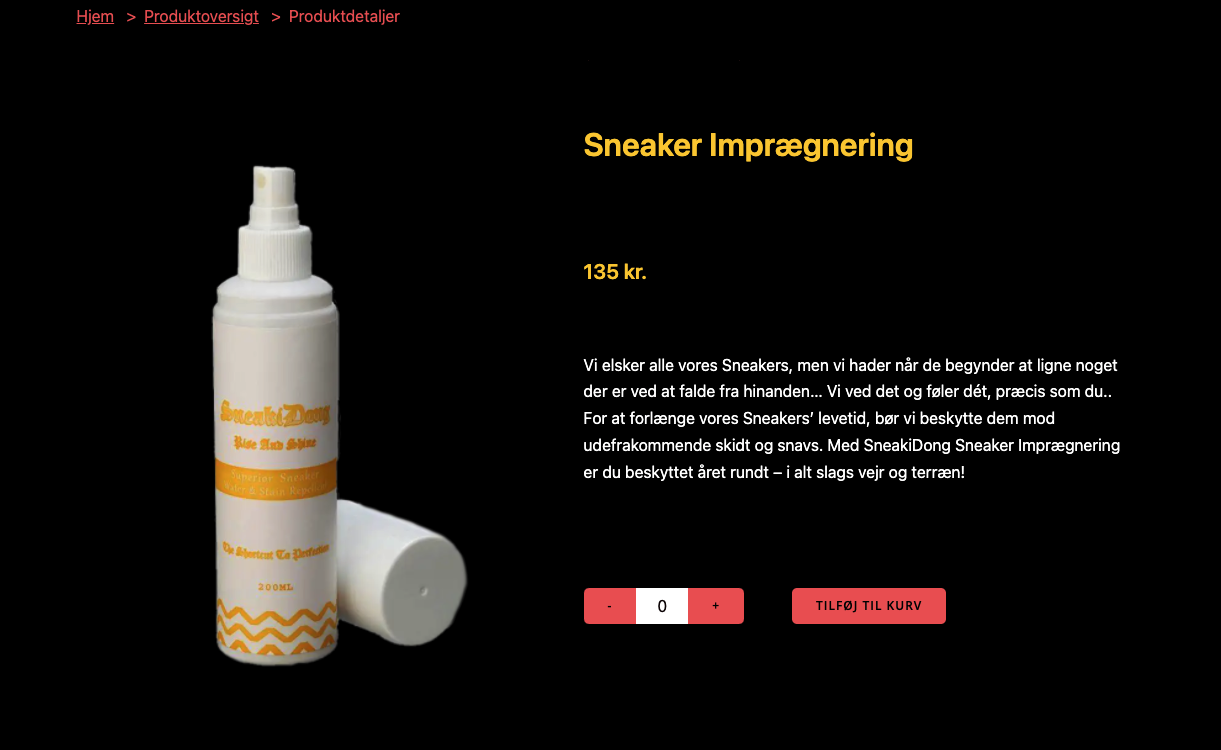 Hjem > Produktoversigt > Produktdetaljer
Sneaker Imprægnering
135 kr.
Vi elsker alle vores Sneakers, men vi hader når de begynder at ligne noget
der er ved at falde fra hinanden... Vi ved det og føler dét, præcis som du..
For at forlænge vores Sneakers’ levetid, bør vi beskytte dem mod
udefrakommende skidt og snavs. Med SneakiDong Sneaker Imprægnering
er du beskyttet året rundt – i alt slags vejr og terræn!
- 0 +
TILFØJ TIL KURV
SneakiDong
Rise And Shine
Superior Sneaker
The Shortcut To Perfection
200ML